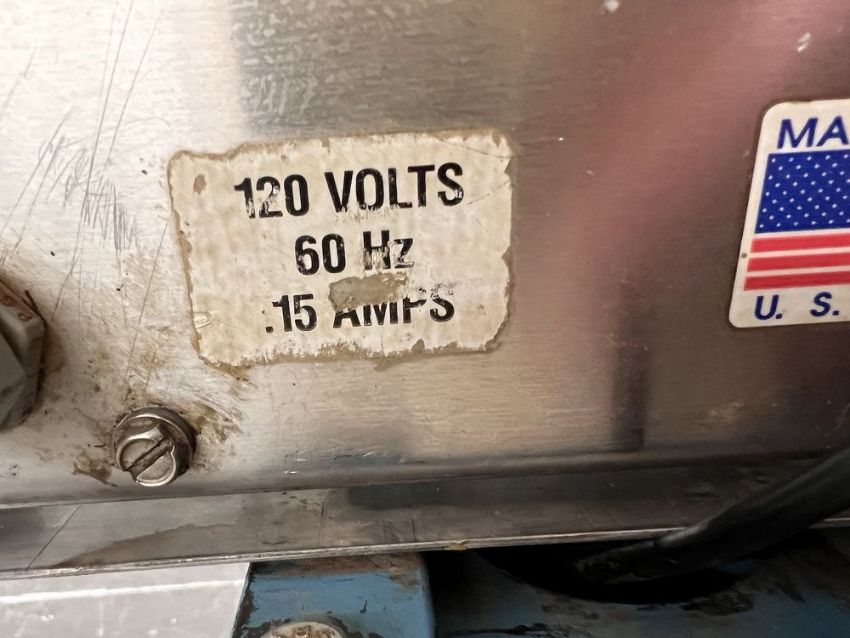 120 VOLTS
60 Hz
.15 AMPS
MA
U. S.